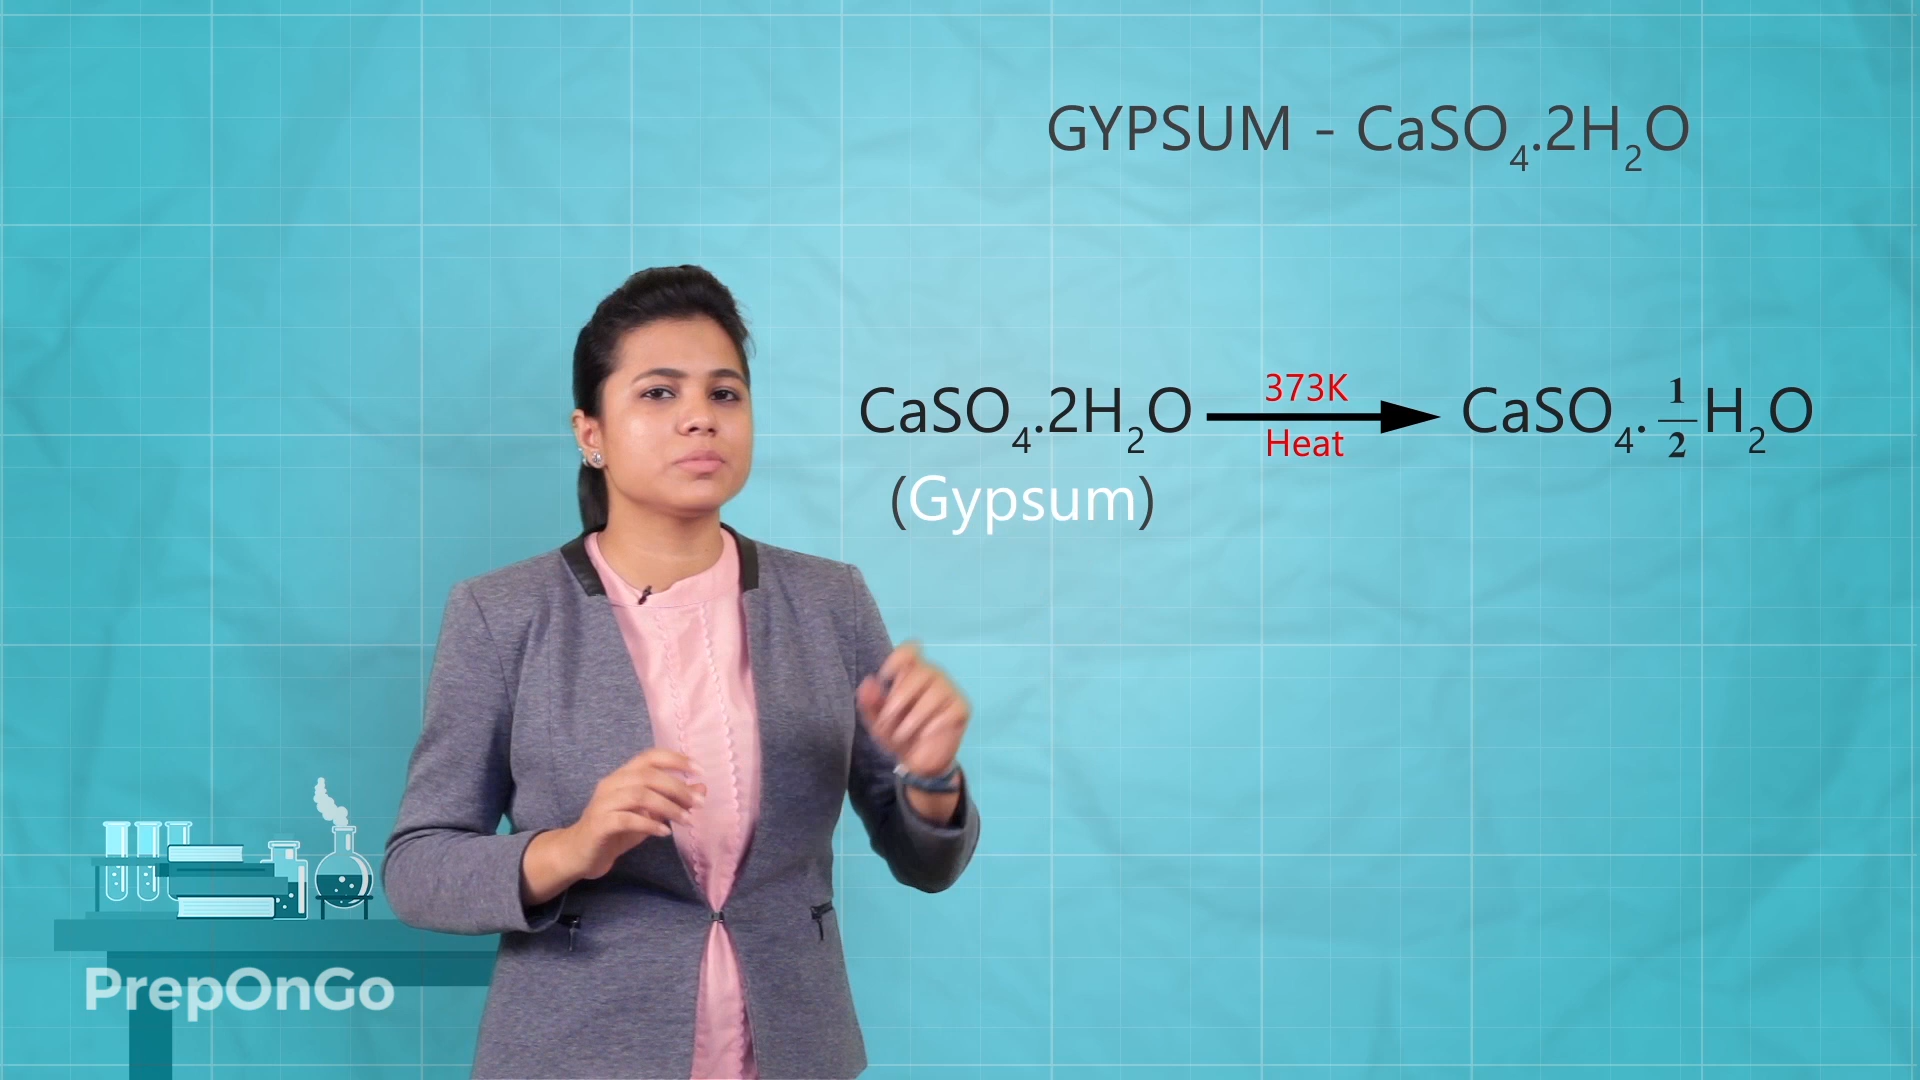 GYPSUM - CaSO₄.2H₂O
CaSO₄.2H₂O 373K Heat CaSO₄.1/2H₂O
(Gypsum)
PrepOnGo